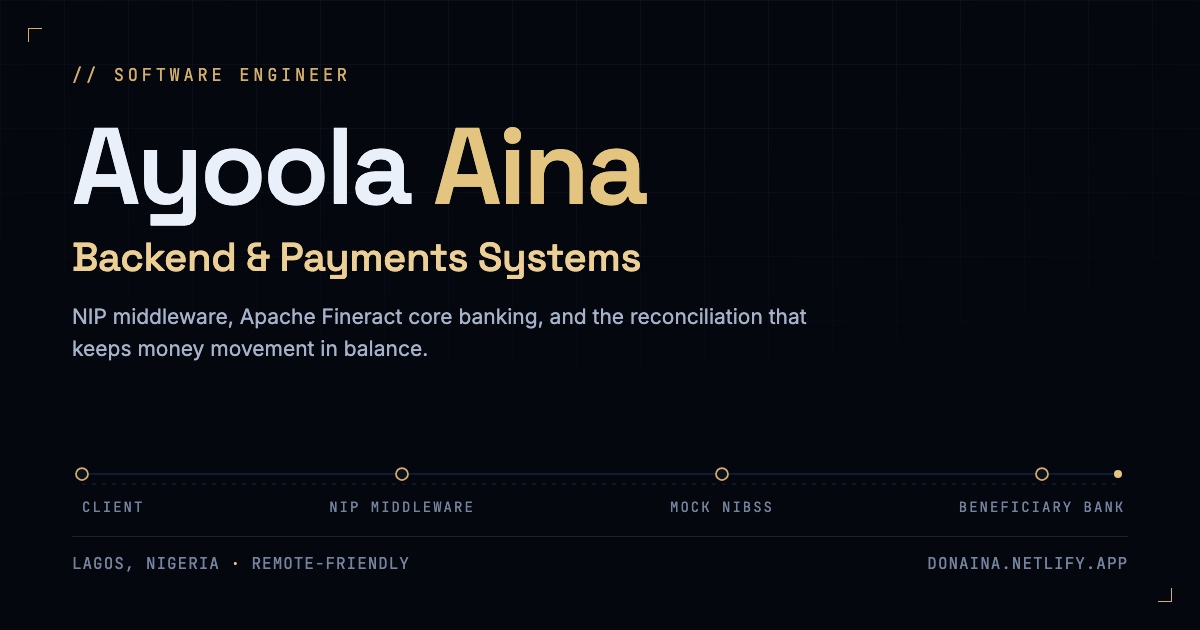 // SOFTWARE ENGINEER
Ayoola Aina
Backend & Payments Systems
NIP middleware, Apache Fineract core banking, and the reconciliation that
keeps money movement in balance.
CLIENT NIP MIDDLEWARE MOCK NIBSS BENEFICIARY BANK
LAGOS, NIGERIA · REMOTE-FRIENDLY DONAINA.NETLIFY.APP